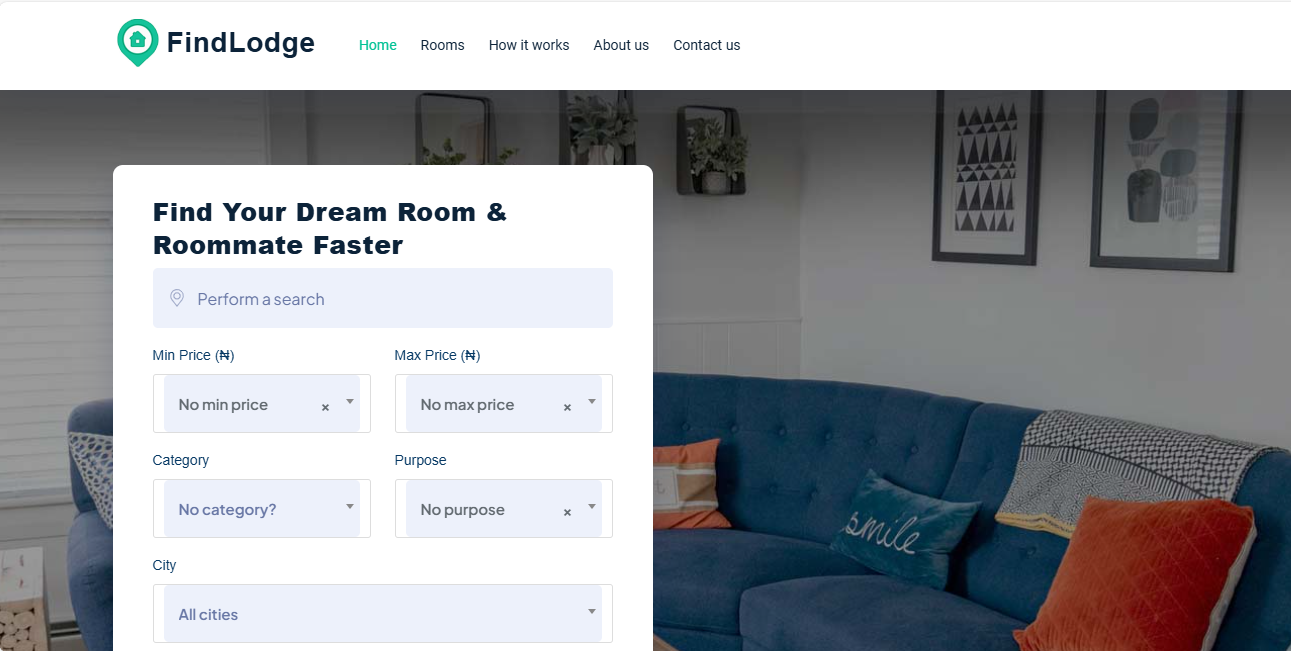 FindLodge
Home Rooms How it works About us Contact us
Find Your Dream Room &
Roommate Faster
Perform a search
Min Price (₦) Max Price (₦)
No min price × No max price ×
Category Purpose
No category? No purpose ×
City
All cities
smile